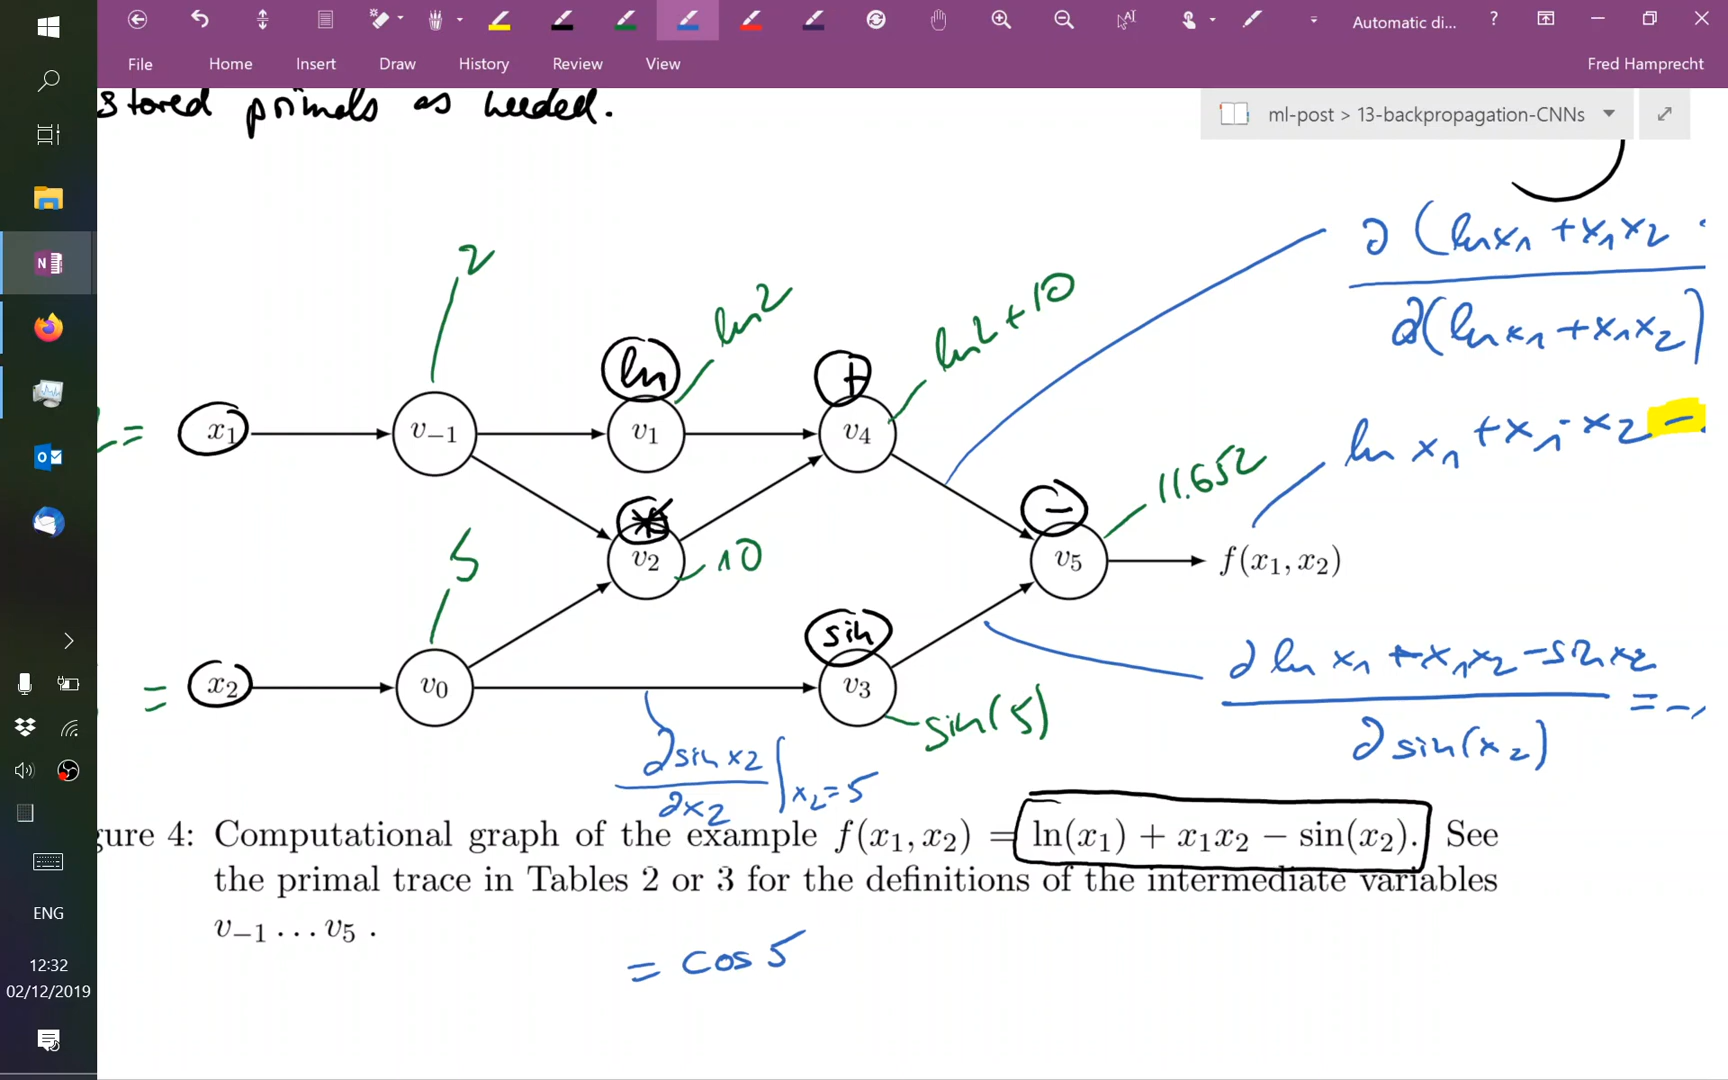 Automatic di...
?
File Home Insert Draw History Review View
Fred Hamprecht
stored primals as needed.
ml-post > 13-backpropagation-CNNs
∂ (ln x₁ + x₁x₂
∂(ln x₁ + x₁x₂)
2
ln 2
ln 2 + 10
ln
+
= x₁
v₋₁
v₁
v₄
ln x₁ + x₁ · x₂ −
11.652
−
*
v₂
10
v₅
f(x₁, x₂)
5
sin
∂ ln x₁ + x₁x₂ − sin x₂
= −
∂ sin(x₂)
= x₂
v₀
v₃
sin(5)
∂ sin x₂
∂x₂
x₂=5
gure 4: Computational graph of the example f(x₁, x₂) = ln(x₁) + x₁x₂ − sin(x₂). See
the primal trace in Tables 2 or 3 for the definitions of the intermediate variables
v₋₁ . . . v₅ .
= cos 5
ENG
12:32
02/12/2019